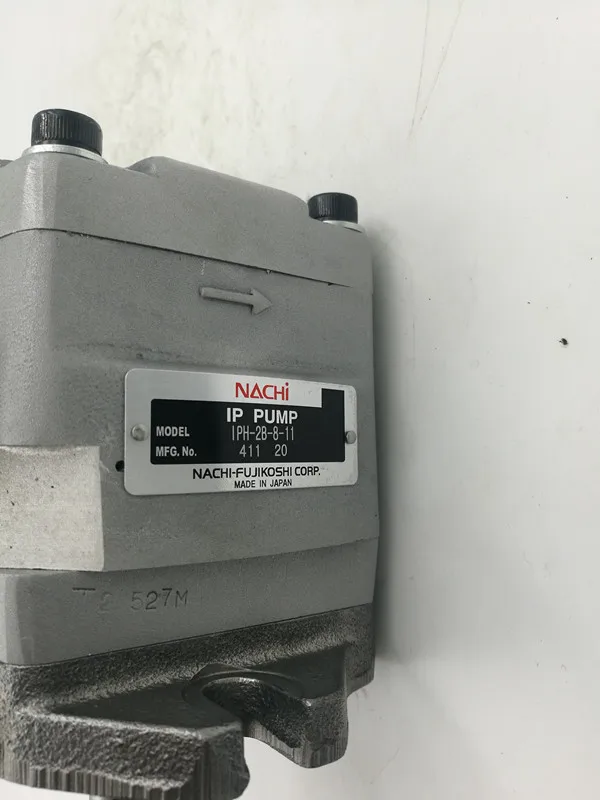 NACHi
IP PUMP
MODEL IPH-2B-8-11
MFG. No. 411 20
NACHI-FUJIKOSHI CORP.
MADE IN JAPAN
2 527M